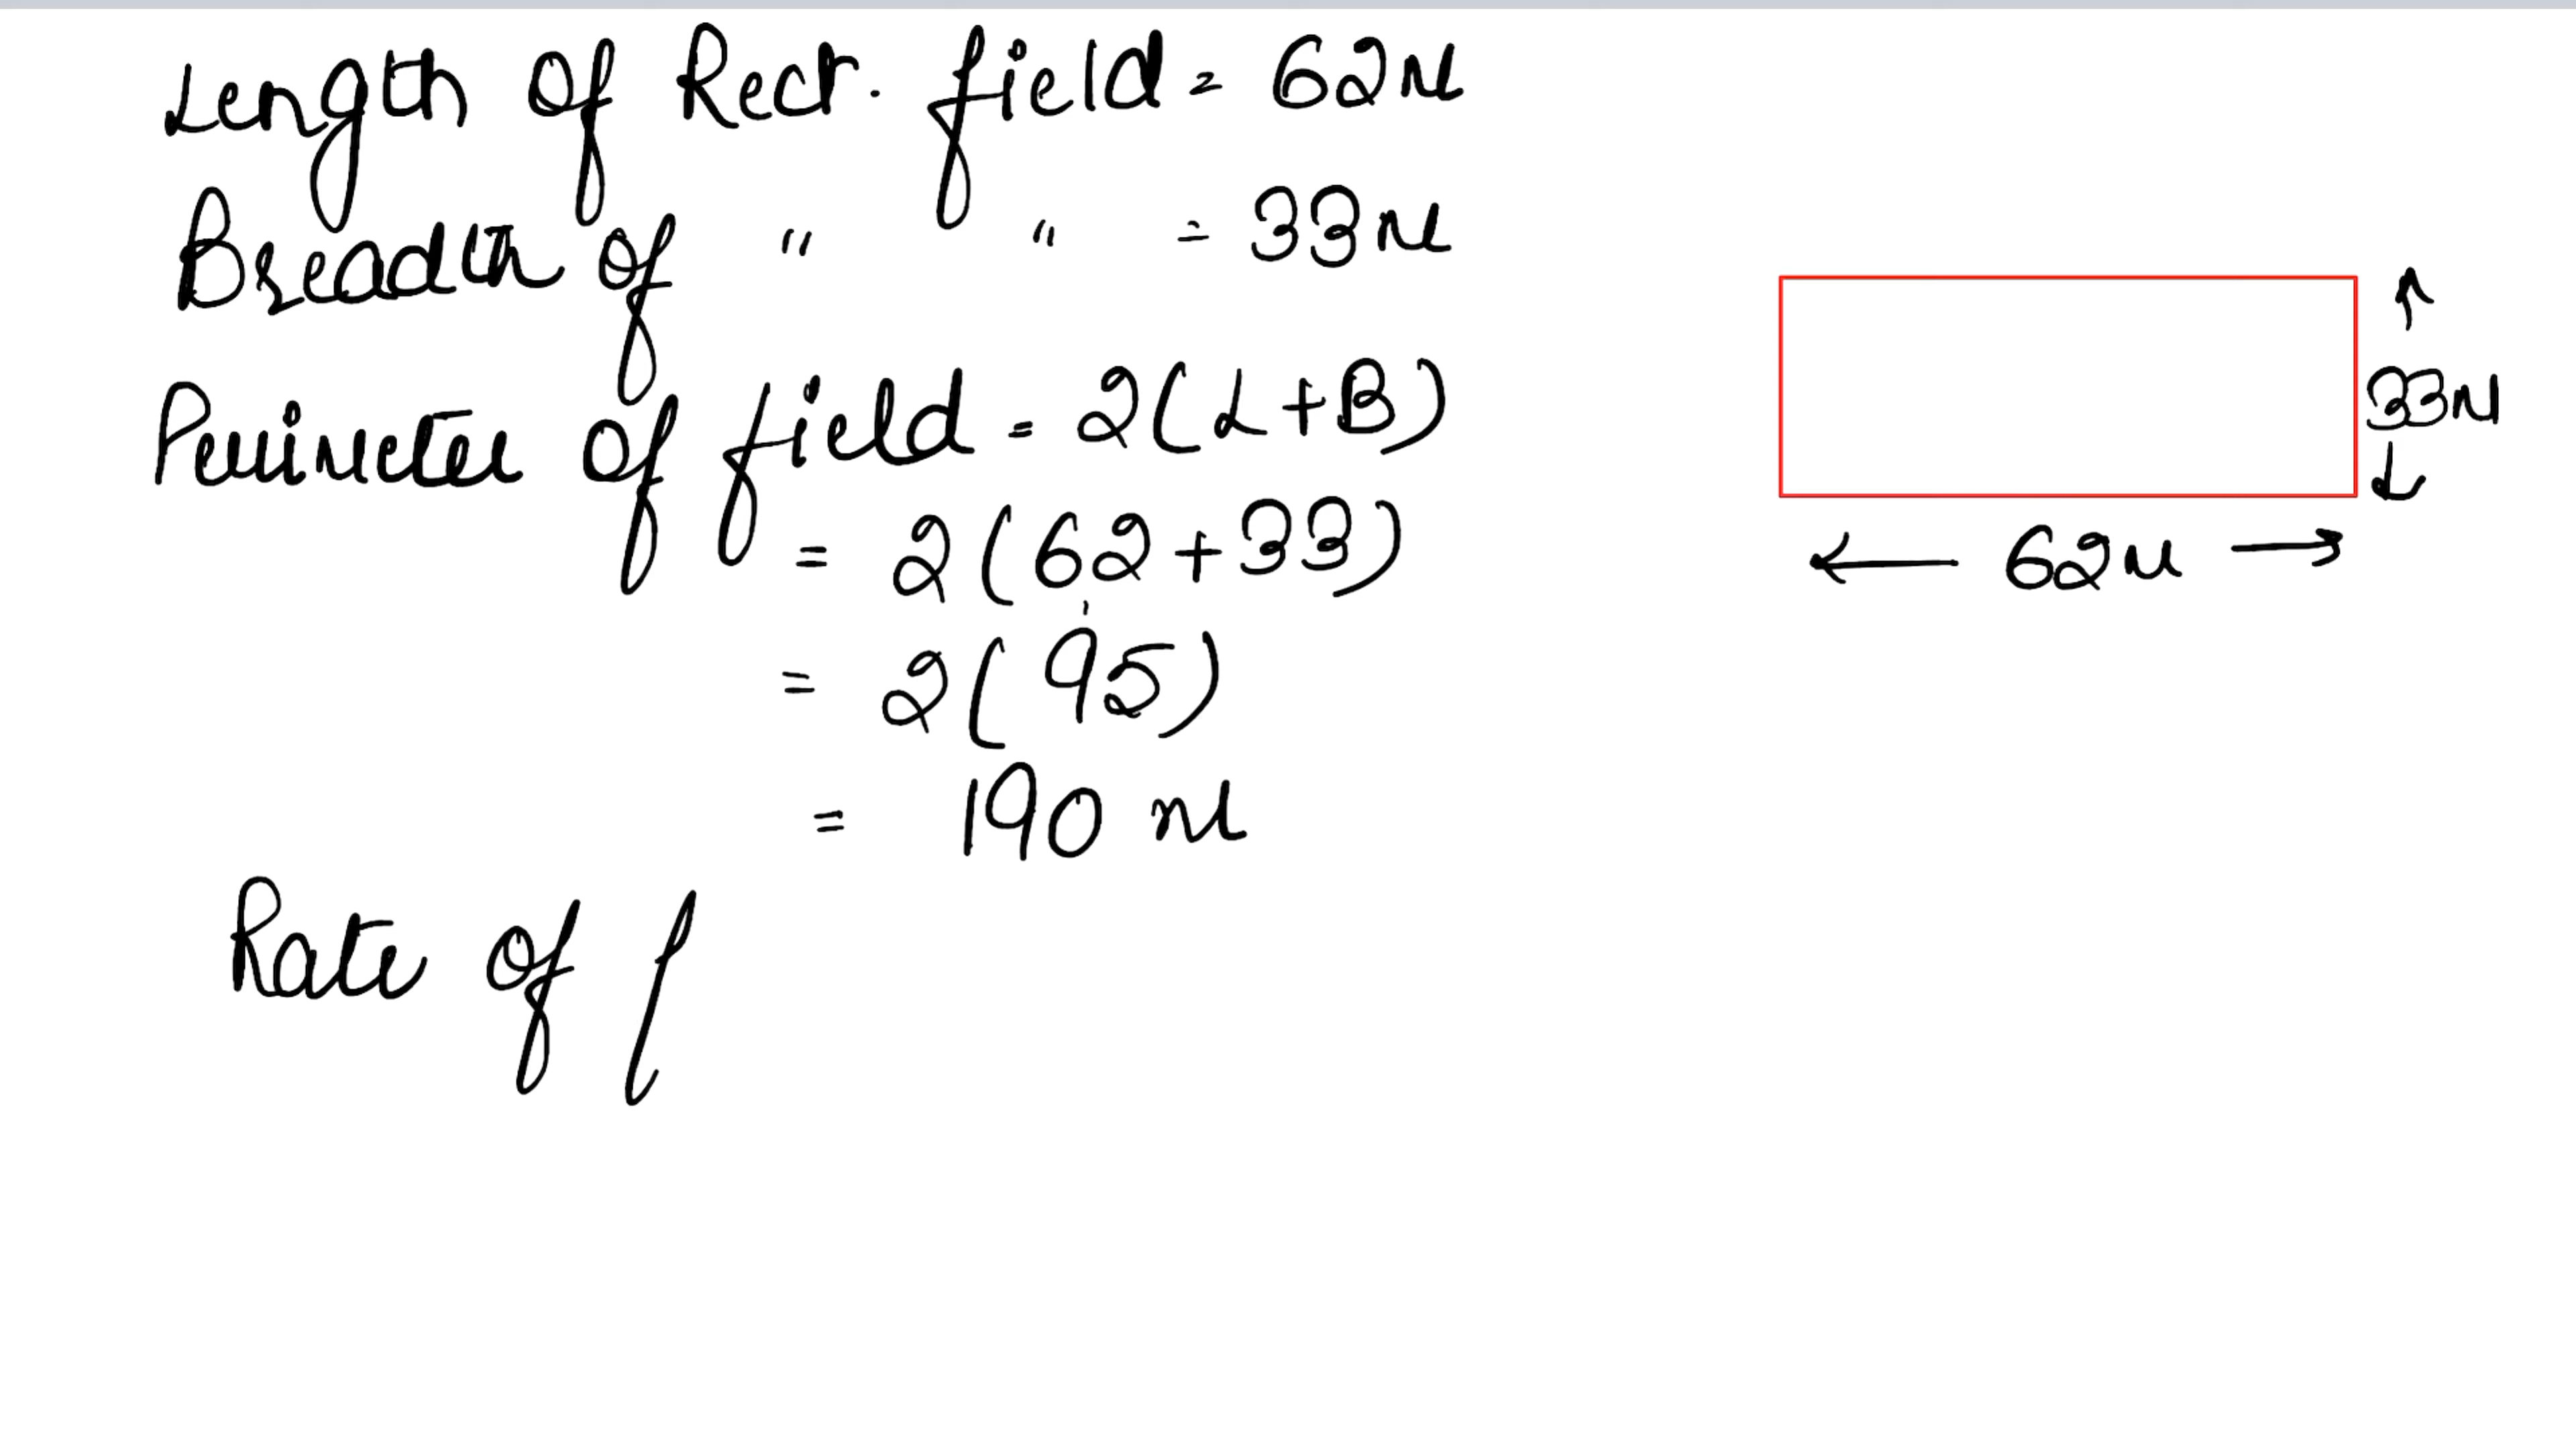 Length of Rect. field = 62m
Breadth of " " = 33m
Perimeter of field = 2(L+B)
= 2(62+33)
= 2(95)
= 190 m
Rate of f
33m
62m